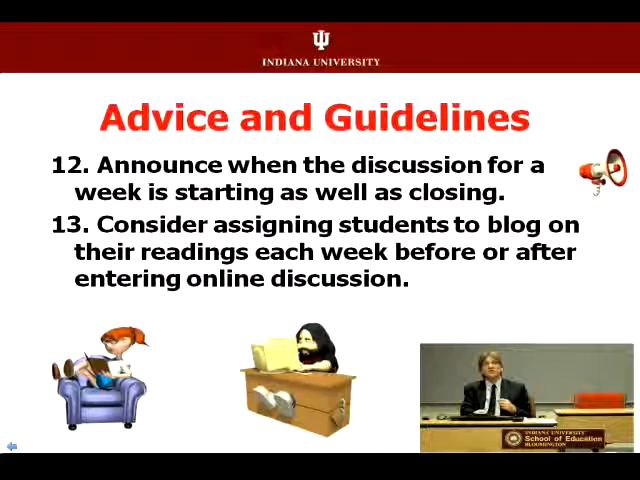 INDIANA UNIVERSITY
Advice and Guidelines
12. Announce when the discussion for a
week is starting as well as closing.
13. Consider assigning students to blog on
their readings each week before or after
entering online discussion.
INDIANA UNIVERSITY
School of Education
BLOOMINGTON